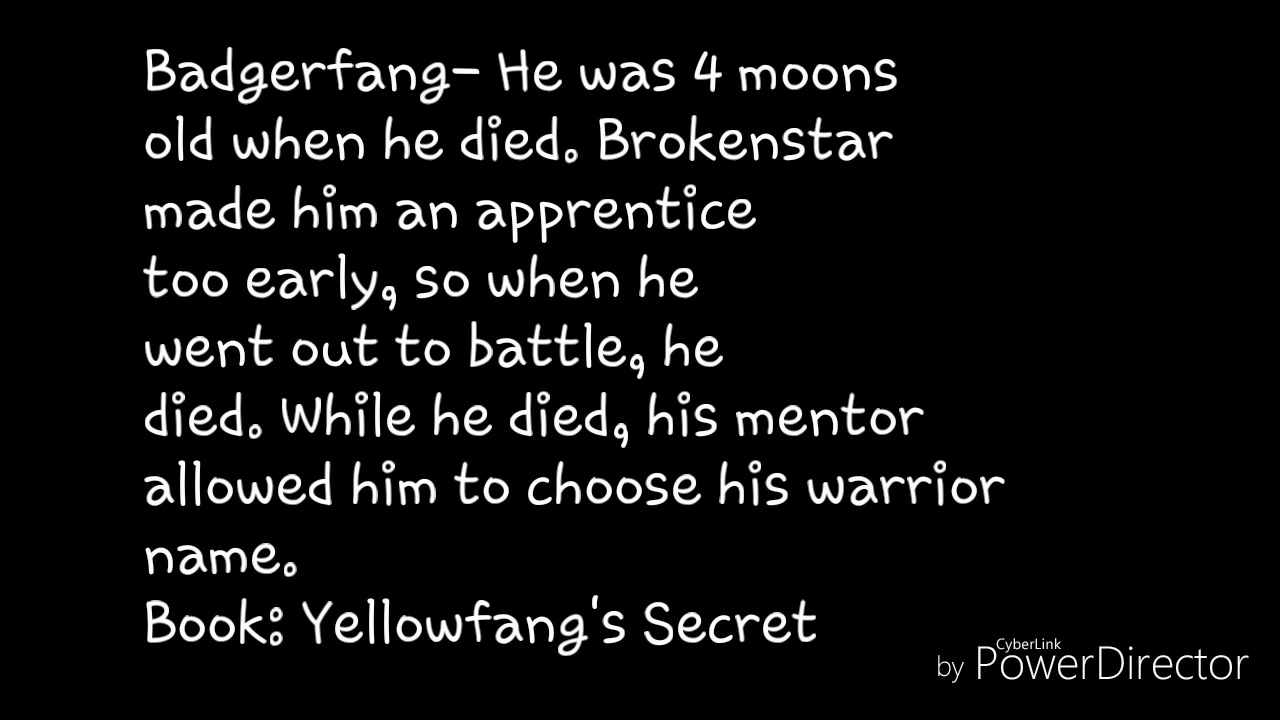 Badgerfang- He was 4 moons
old when he died. Brokenstar
made him an apprentice
too early, so when he
went out to battle, he
died. While he died, his mentor
allowed him to choose his warrior
name.
Book: Yellowfang's Secret
CyberLink
by PowerDirector